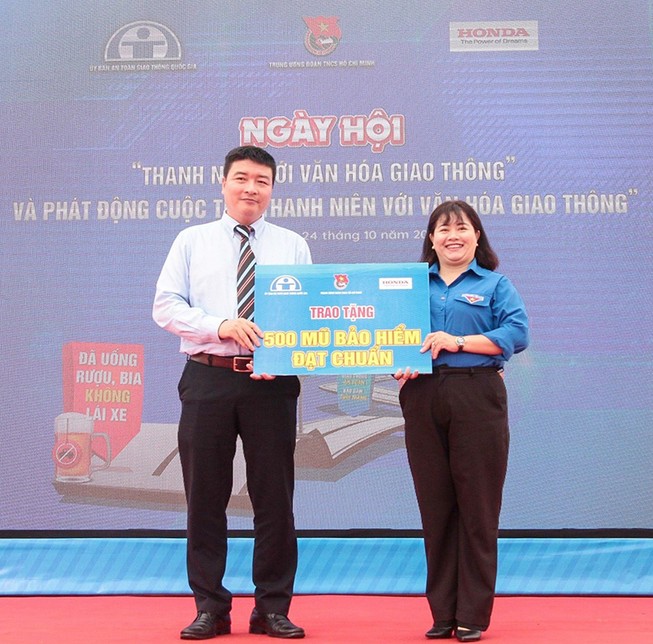 ỦY BAN AN TOÀN GIAO THÔNG QUỐC GIA
TRUNG ƯƠNG ĐOÀN TNCS HỒ CHÍ MINH
HONDA
The Power of Dreams
NGÀY HỘI
“THANH VỚI VĂN HÓA GIAO THÔNG”
VÀ PHÁT ĐỘNG CUỘC THANH NIÊN VỚI VĂN HÓA GIAO THÔNG”
24 tháng 10 năm
HONDA
TRAO TẶNG
500 MŨ BẢO HIỂM
ĐẠT CHUẨN
ĐÃ UỐNG
RƯỢU, BIA
KHÔNG
LÁI XE